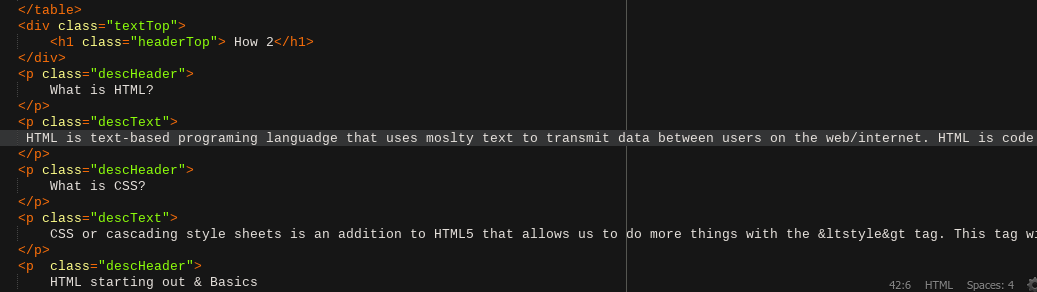 </table>
<div class="textTop">
<h1 class="headerTop"> How 2</h1>
</div>
<p class="descHeader">
What is HTML?
</p>
<p class="descText">
HTML is text-based programing languadge that uses moslty text to transmit data between users on the web/internet. HTML is code
</p>
<p class="descHeader">
What is CSS?
</p>
<p class="descText">
CSS or cascading style sheets is an addition to HTML5 that allows us to do more things with the &ltstyle&gt tag. This tag wi
</p>
<p  class="descHeader">
HTML starting out & Basics
42:6 HTML Spaces: 4